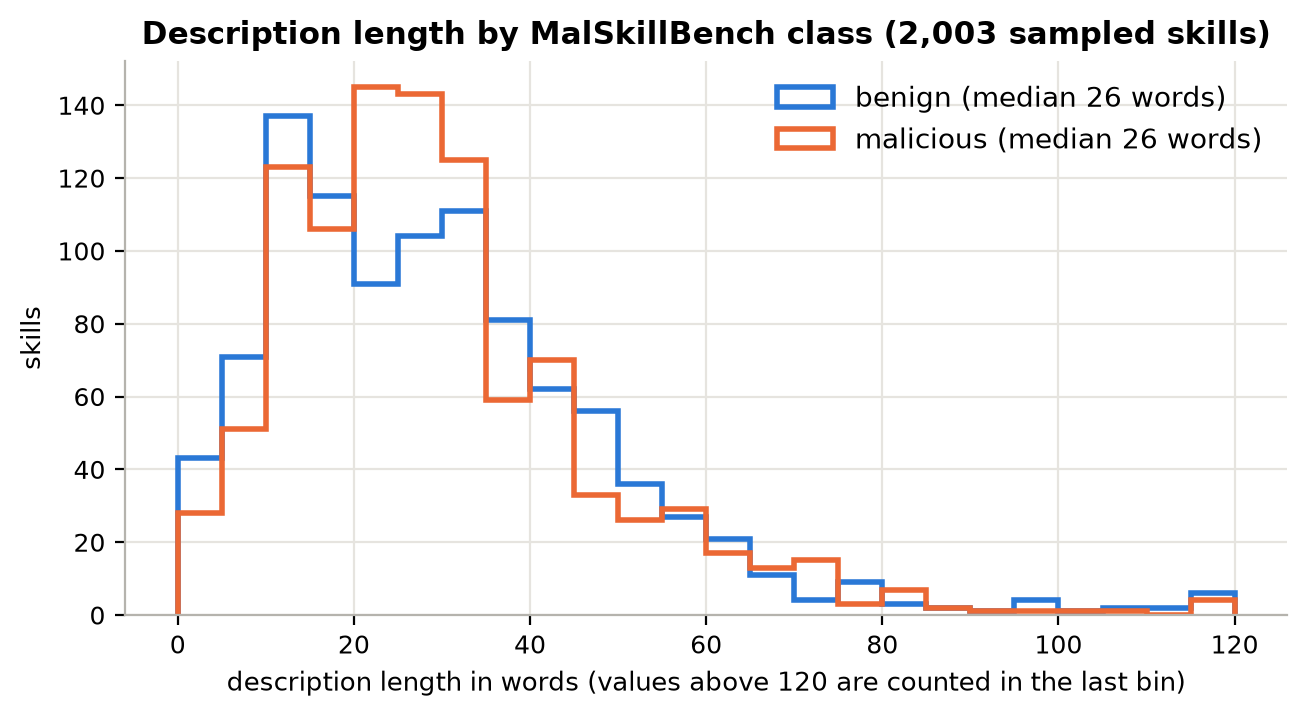 Description length by MalSkillBench class (2,003 sampled skills)
benign (median 26 words)
malicious (median 26 words)
skills
140
120
100
80
60
40
20
0
0 20 40 60 80 100 120
description length in words (values above 120 are counted in the last bin)